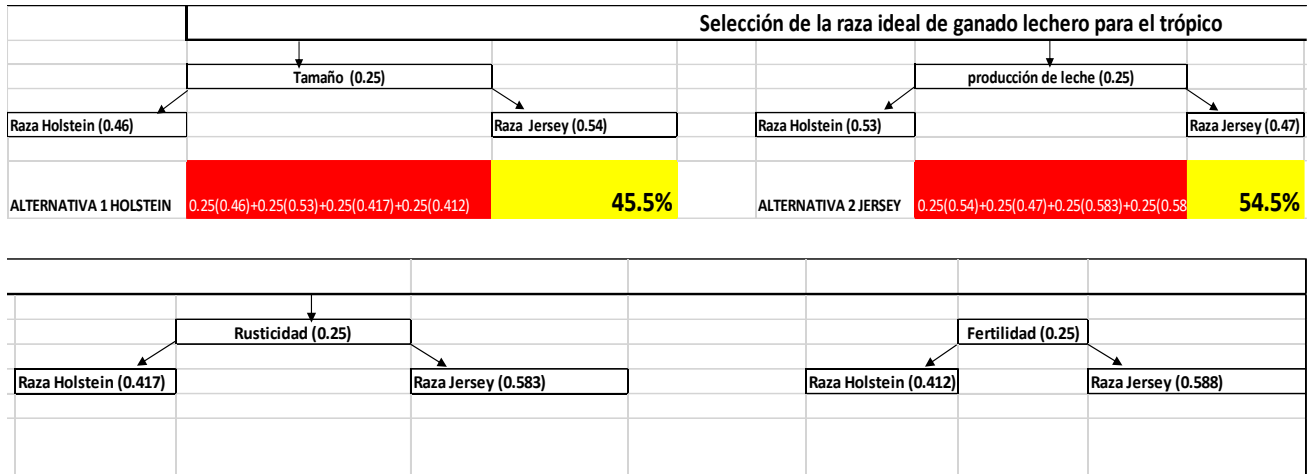 Selección de la raza ideal de ganado lechero para el trópico
Tamaño (0.25)
producción de leche (0.25)
Raza Holstein (0.46)
Raza Jersey (0.54)
Raza Holstein (0.53)
Raza Jersey (0.47)
ALTERNATIVA 1 HOLSTEIN
0.25(0.46)+0.25(0.53)+0.25(0.417)+0.25(0.412)
45.5%
ALTERNATIVA 2 JERSEY
0.25(0.54)+0.25(0.47)+0.25(0.583)+0.25(0.58
54.5%
Rusticidad (0.25)
Fertilidad (0.25)
Raza Holstein (0.417)
Raza Jersey (0.583)
Raza Holstein (0.412)
Raza Jersey (0.588)